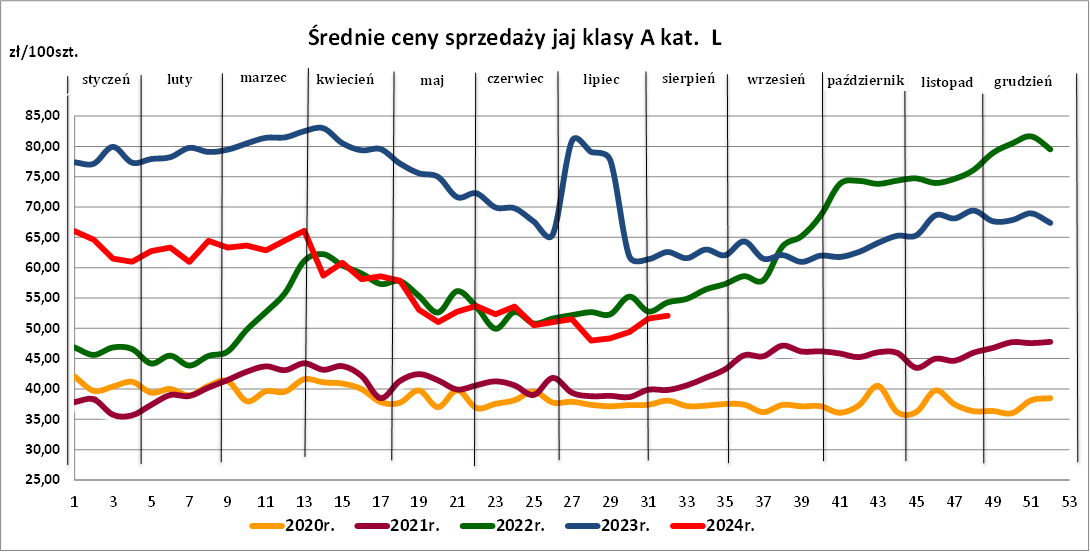 Średnie ceny sprzedaży jaj klasy A kat. L
zł/100szt.
styczeń luty marzec kwiecień maj czerwiec lipiec sierpień wrzesień październik listopad grudzień
85,00
80,00
75,00
70,00
65,00
60,00
55,00
50,00
45,00
40,00
35,00
30,00
25,00
1 3 5 7 9 11 13 15 17 19 21 23 25 27 29 31 33 35 37 39 41 43 45 47 49 51 53
2020r. 2021r. 2022r. 2023r. 2024r.